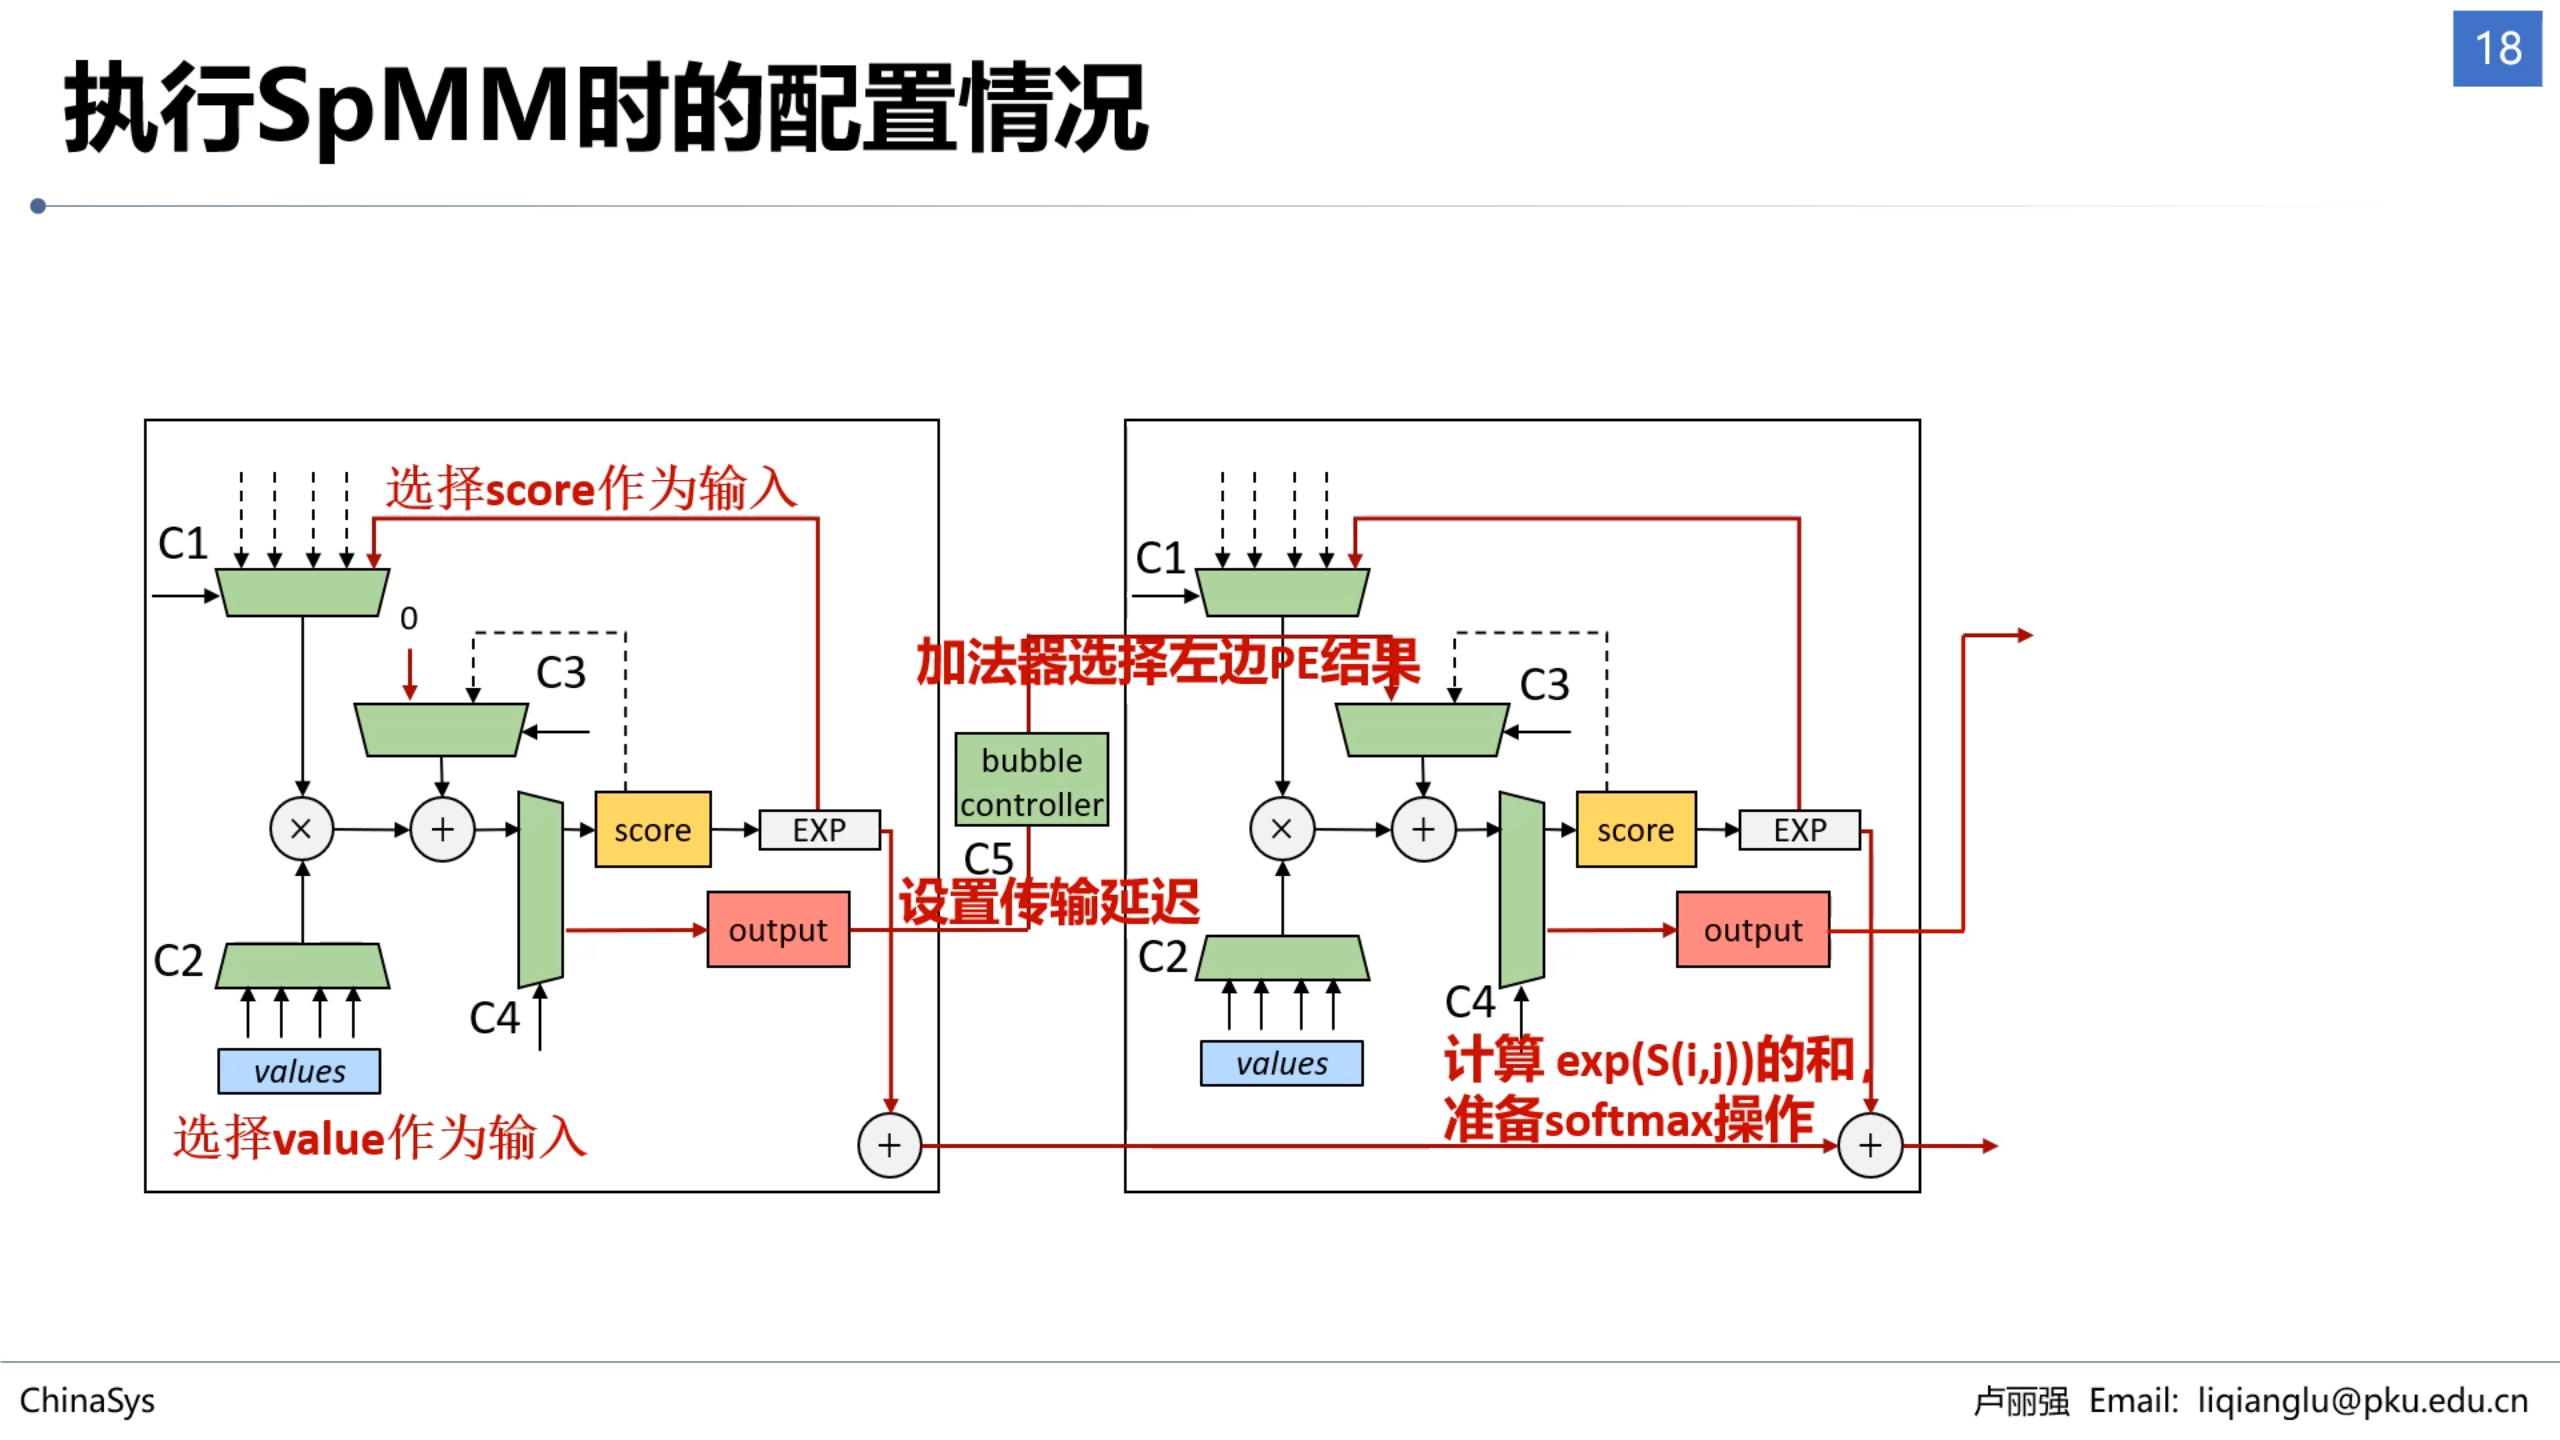 18
执行SpMM时的配置情况
选择score作为输入
C1
0
C3
×
+
score
EXP
output
C2
C4
values
选择value作为输入
+
加法器选择左边PE结果
bubble
controller
C5
设置传输延迟
C1
C3
×
+
score
EXP
output
C2
C4
values
计算 exp(S(i,j))的和，
准备softmax操作
+
ChinaSys
卢丽强 Email: liqianglu@pku.edu.cn